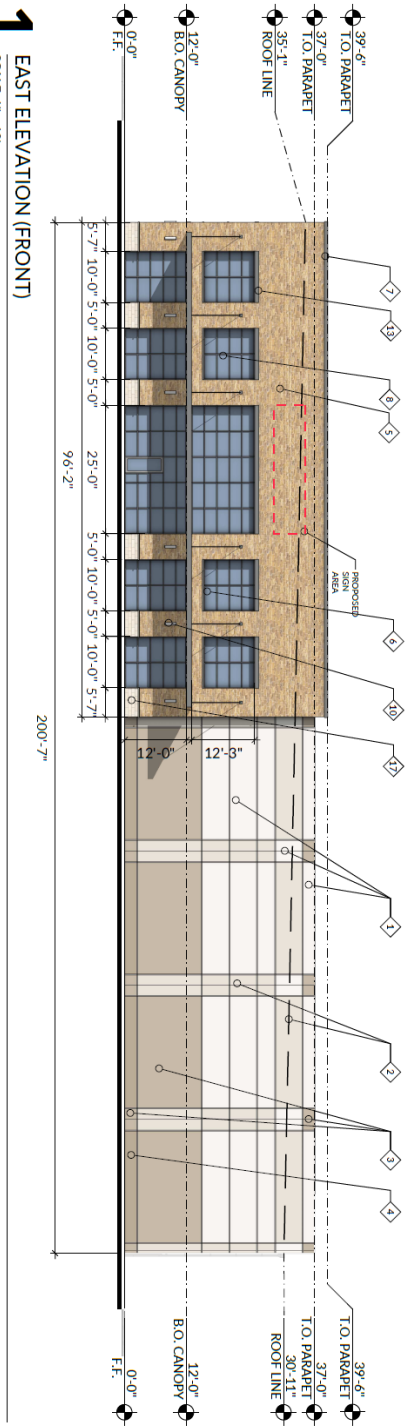 39'-6"
T.O. PARAPET
37'-0"
T.O. PARAPET
35'-1"
ROOF LINE
12'-0"
B.O. CANOPY
0'-0"
F.F.
7
13
8
5
PROPOSED
SIGN
AREA
6
10
17
1
2
3
4
39'-6"
T.O. PARAPET
37'-0"
T.O. PARAPET
30'-11"
ROOF LINE
12'-0"
B.O. CANOPY
0'-0"
F.F.
12'-3"
12'-0"
5'-7" 10'-0" 5'-0" 10'-0" 5'-0" 25'-0" 5'-0" 10'-0" 5'-0" 10'-0" 5'-7"
96'-2"
200'-7"
1 EAST ELEVATION (FRONT)